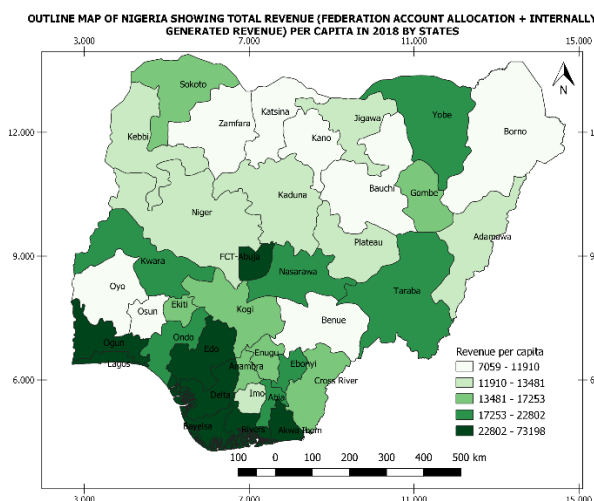 OUTLINE MAP OF NIGERIA SHOWING TOTAL REVENUE (FEDERATION ACCOUNT ALLOCATION + INTERNALLY
GENERATED REVENUE) PER CAPITA IN 2018 BY STATES
3.000 7.000 11.000 15.000
N
Sokoto
Katsina
Yobe
Zamfara
Jigawa
Kebbi
Kano
Borno
12.000
Bauchi
Gombe
Kaduna
Niger
Adamawa
Plateau
9.000
FCT-Abuja
Kwara
Nasarawa
Oyo
Taraba
Ekiti
Osun
Kogi
Benue
Ondo
Ogun
Edo
Enugu
Lagos
Anambra
Ebonyi
Cross River
6.000
Delta
Imo
Abia
Bayelsa
Rivers
Akwa Ibom
Revenue per capita
7059 - 11910
11910 - 13481
13481 - 17253
17253 - 22802
22802 - 73198
100 0 100 200 300 400 500 km
3.000 7.000 11.000 15.000